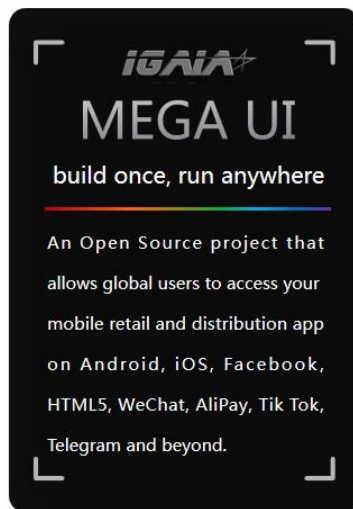 iGAIA
MEGA UI
build once, run anywhere
An Open Source project that
allows global users to access your
mobile retail and distribution app
on Android, iOS, Facebook,
HTML5, WeChat, AliPay, Tik Tok,
Telegram and beyond.